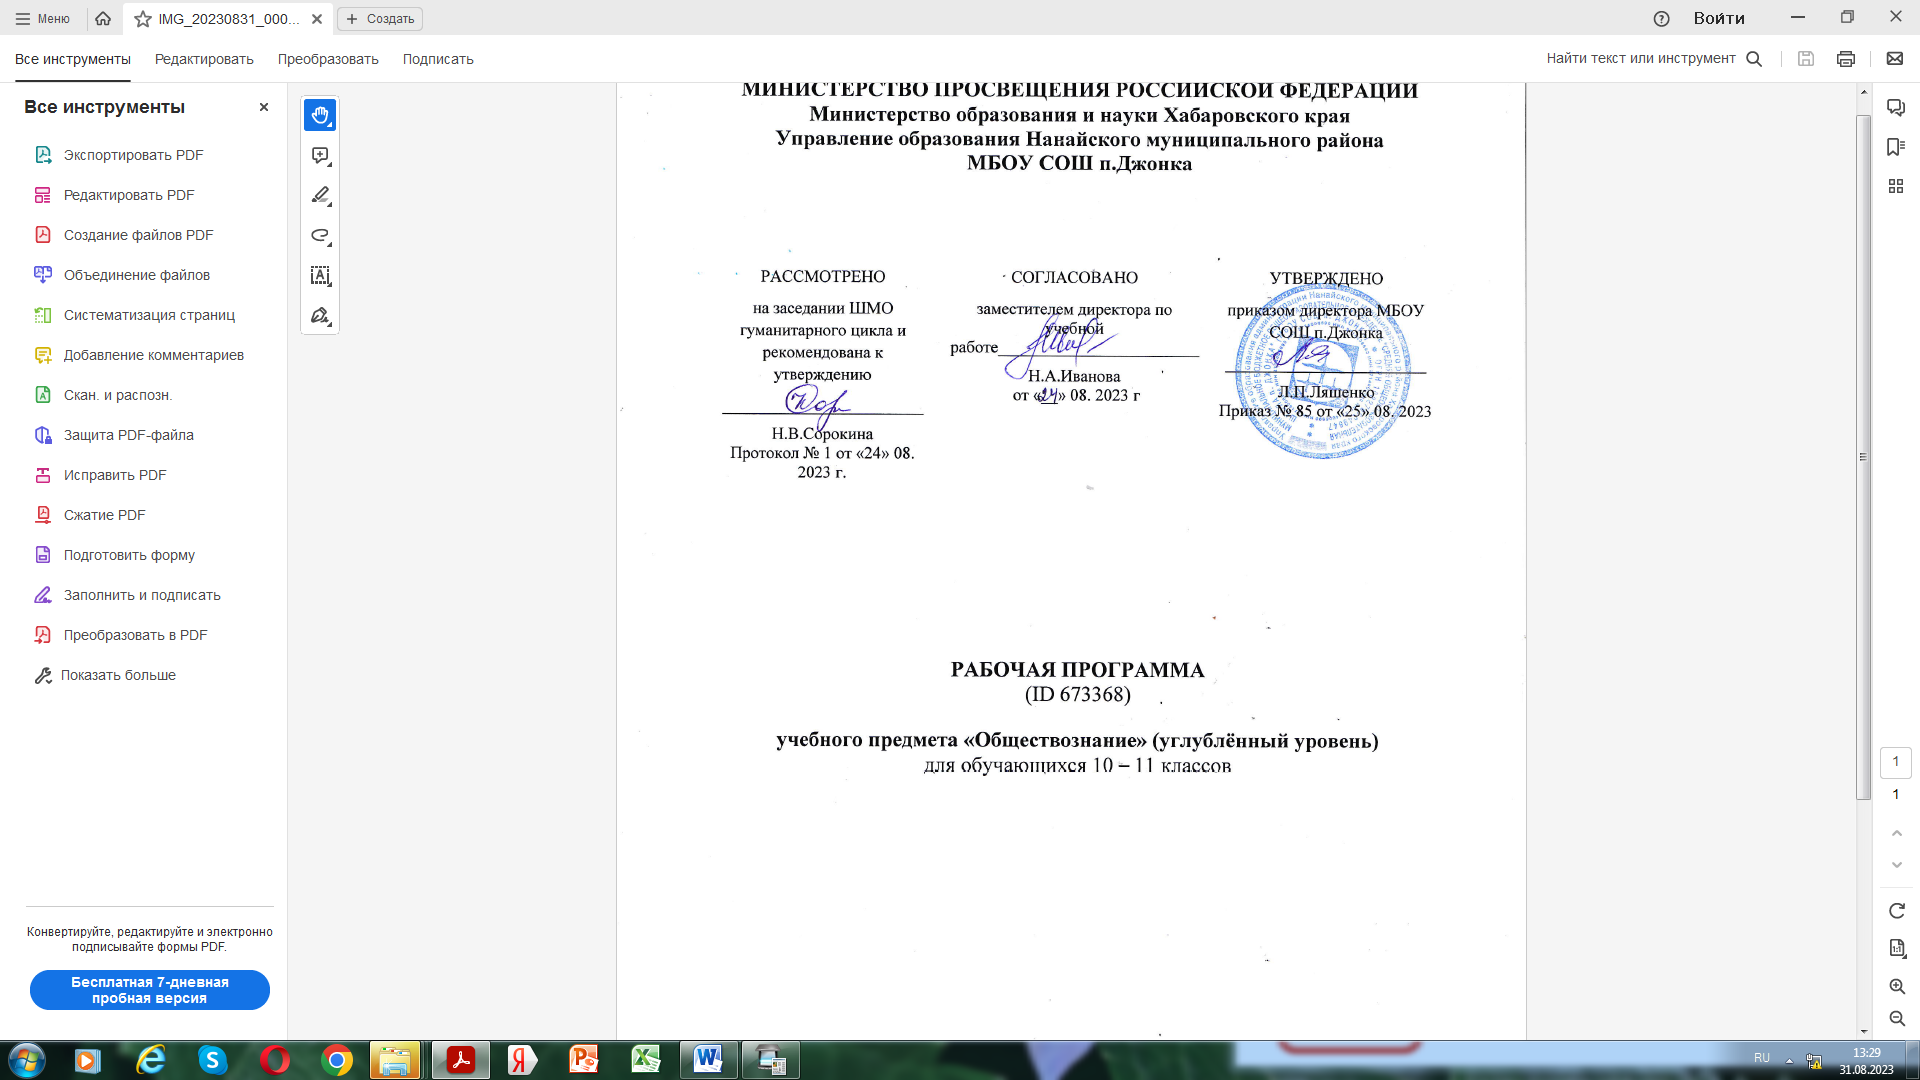 Меню
IMG_20230831_000...
Создать
Войти
Все инструменты
Редактировать
Преобразовать
Подписать
Найти текст или инструмент
Все инструменты
Экспортировать PDF
Редактировать PDF
Создание файлов PDF
Объединение файлов
Систематизация страниц
Добавление комментариев
Скан. и распозн.
Защита PDF-файла
Исправить PDF
Сжатие PDF
Подготовить форму
Заполнить и подписать
Преобразовать в PDF
Показать больше
Конвертируйте, редактируйте и электронно
подписывайте формы PDF.
Бесплатная 7-дневная
пробная версия
МИНИСТЕРСТВО ПРОСВЕЩЕНИЯ РОССИЙСКОЙ ФЕДЕРАЦИИ
Министерство образования и науки Хабаровского края
Управление образования Нанайского муниципального района
МБОУ СОШ п.Джонка
РАССМОТРЕНО
на заседании ШМО
гуманитарного цикла и
рекомендована к
утверждению
Н.В.Сорокина
Протокол № 1 от «24» 08.
2023 г.
СОГЛАСОВАНО
заместителем директора по
учебной
работе
Н.А.Иванова
от «24» 08. 2023 г
УТВЕРЖДЕНО
приказом директора МБОУ
СОШ п.Джонка
Л.П.Ляшенко
Приказ № 85 от «25» 08. 2023
РАБОЧАЯ ПРОГРАММА
(ID 673368)
учебного предмета «Обществознание» (углублённый уровень)
для обучающихся 10 – 11 классов
1
1
RU
13:29
31.08.2023